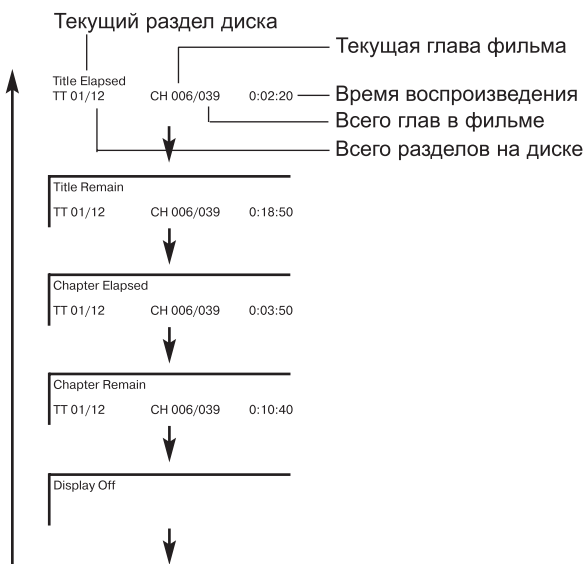 Текущий раздел диска
Текущая глава фильма
Title Elapsed
TT 01/12 CH 006/039 0:02:20
Время воспроизведения
Всего глав в фильме
Всего разделов на диске
Title Remain
TT 01/12 CH 006/039 0:18:50
Chapter Elapsed
TT 01/12 CH 006/039 0:03:50
Chapter Remain
TT 01/12 CH 006/039 0:10:40
Display Off